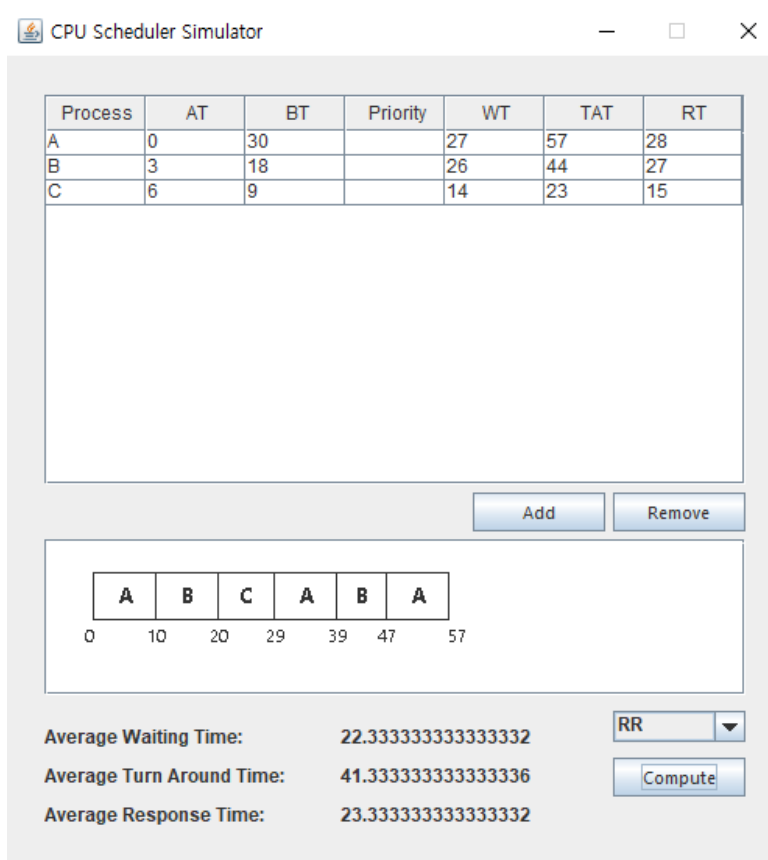 CPU Scheduler Simulator
Process AT BT Priority WT TAT RT
A 0 30 27 57 28
B 3 18 26 44 27
C 6 9 14 23 15
Add Remove
A B C A B A
0 10 20 29 39 47 57
RR
Average Waiting Time: 22.333333333333332
Average Turn Around Time: 41.333333333333336
Compute
Average Response Time: 23.333333333333332